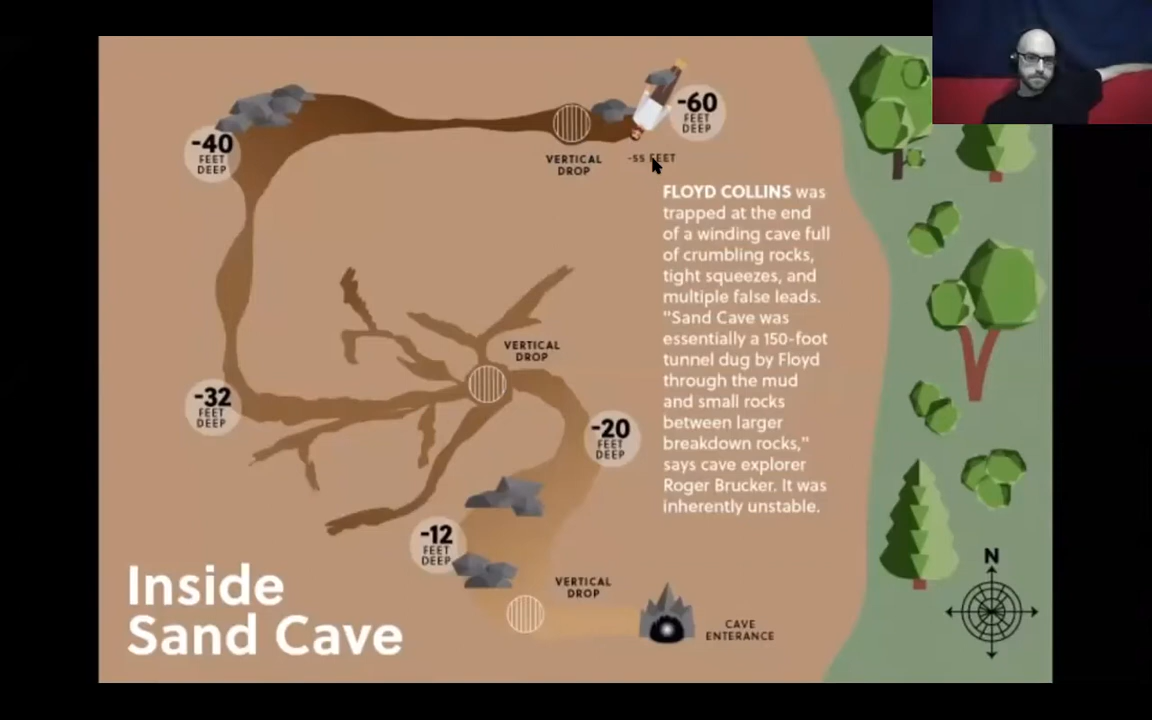 -40
FEET
DEEP
VERTICAL
DROP
-60
FEET
DEEP
-55 FEET
FLOYD COLLINS was
trapped at the end
of a winding cave full
of crumbling rocks,
tight squeezes, and
multiple false leads.
"Sand Cave was
essentially a 150-foot
tunnel dug by Floyd
through the mud
and small rocks
between larger
breakdown rocks,"
says cave explorer
Roger Brucker. It was
inherently unstable.
VERTICAL
DROP
-32
FEET
DEEP
-20
FEET
DEEP
-12
FEET
DEEP
VERTICAL
DROP
CAVE
ENTERANCE
N
Inside
Sand Cave